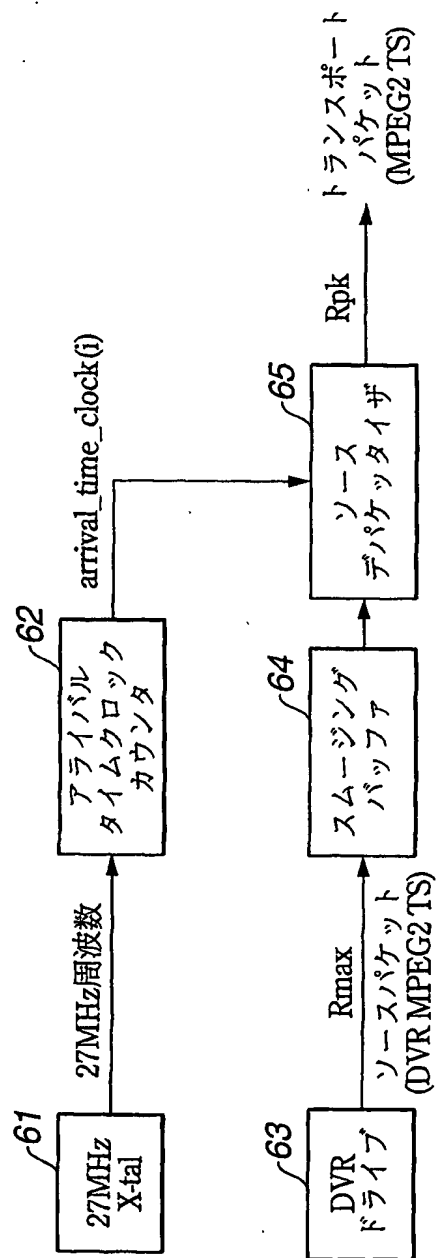 61
27MHz
X-tal
27MHz周波数
62
アライバル
タイムクロック
カウンタ
arrival_time_clock(i)
63
DVR
ドライブ
Rmax
ソースパケット
(DVR MPEG2 TS)
64
スムージング
バッファ
65
ソース
デパケッタイザ
Rpk
トランスポート
パケット
(MPEG2 TS)